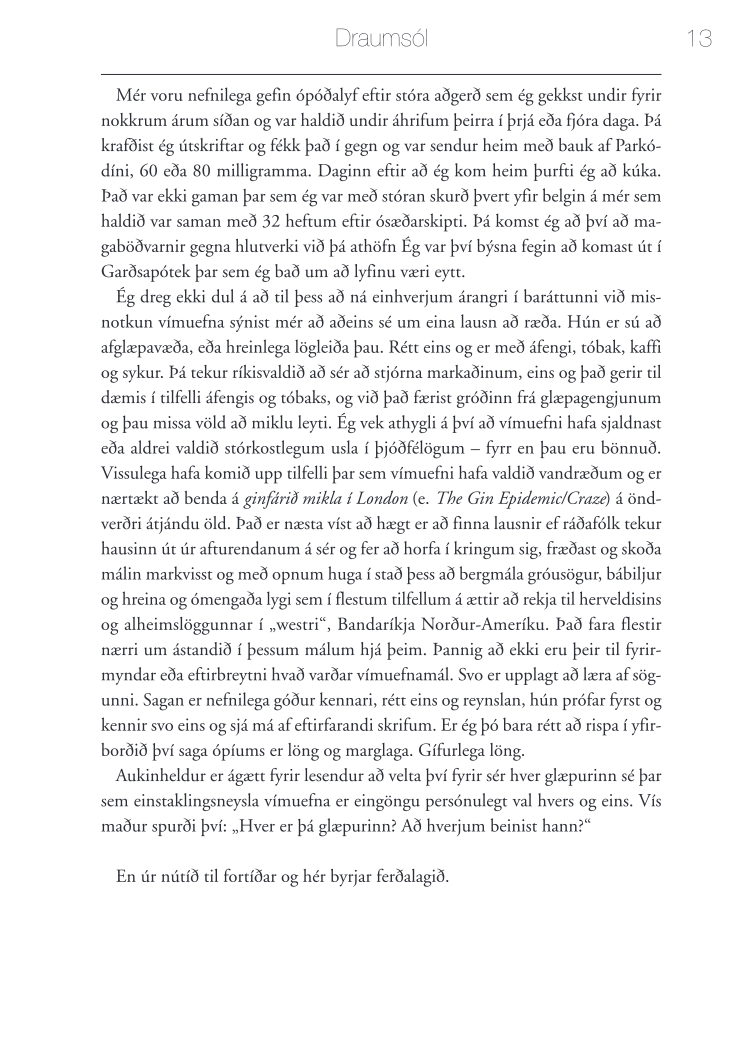 Draumsól 13
Mér voru nefnilega gefin ópóðalyf eftir stóra aðgerð sem ég gekkst undir fyrir
nokkrum árum síðan og var haldið undir áhrifum þeirra í þrjá eða fjóra daga. Þá
krafðist ég útskriftar og fékk það í gegn og var sendur heim með bauk af Parkó-
díni, 60 eða 80 milligramma. Daginn eftir að ég kom heim þurfti ég að kúka.
Það var ekki gaman þar sem ég var með stóran skurð þvert yfir belgin á mér sem
haldið var saman með 32 heftum eftir ósæðarskipti. Þá komst ég að því að ma-
gaböðvarnir gegna hlutverki við þá athöfn Ég var því býsna fegin að komast út í
Garðsapótek þar sem ég bað um að lyfinu væri eytt.
Ég dreg ekki dul á að til þess að ná einhverjum árangri í baráttunni við mis-
notkun vímuefna sýnist mér að aðeins sé um eina lausn að ræða. Hún er sú að
afglæpavæða, eða hreinlega lögleiða þau. Rétt eins og er með áfengi, tóbak, kaffi
og sykur. Þá tekur ríkisvaldið að sér að stjórna markaðinum, eins og það gerir til
dæmis í tilfelli áfengis og tóbaks, og við það færist gróðinn frá glæpagengjunum
og þau missa völd að miklu leyti. Ég vek athygli á því að vímuefni hafa sjaldnast
eða aldrei valdið stórkostlegum usla í þjóðfélögum – fyrr en þau eru bönnuð.
Vissulega hafa komið upp tilfelli þar sem vímuefni hafa valdið vandræðum og er
nærtækt að benda á ginfárið mikla í London (e. The Gin Epidemic/Craze) á önd-
verðri átjándu öld. Það er næsta víst að hægt er að finna lausnir ef ráðafólk tekur
hausinn út úr afturendanum á sér og fer að horfa í kringum sig, fræðast og skoða
málin markvisst og með opnum huga í stað þess að bergmála gróusögur, bábiljur
og hreina og ómengaða lygi sem í flestum tilfellum á ættir að rekja til herveldisins
og alheimslöggunnar í „westri“, Bandaríkja Norður-Ameríku. Það fara flestir
nærri um ástandið í þessum málum hjá þeim. Þannig að ekki eru þeir til fyrir-
myndar eða eftirbreytni hvað varðar vímuefnamál. Svo er upplagt að læra af sög-
unni. Sagan er nefnilega góður kennari, rétt eins og reynslan, hún prófar fyrst og
kennir svo eins og sjá má af eftirfarandi skrifum. Er ég þó bara rétt að rispa í yfir-
borðið því saga ópíums er löng og marglaga. Gífurlega löng.
Aukinheldur er ágætt fyrir lesendur að velta því fyrir sér hver glæpurinn sé þar
sem einstaklingsneysla vímuefna er eingöngu persónulegt val hvers og eins. Vís
maður spurði því: „Hver er þá glæpurinn? Að hverjum beinist hann?“
En úr nútíð til fortíðar og hér byrjar ferðalagið.